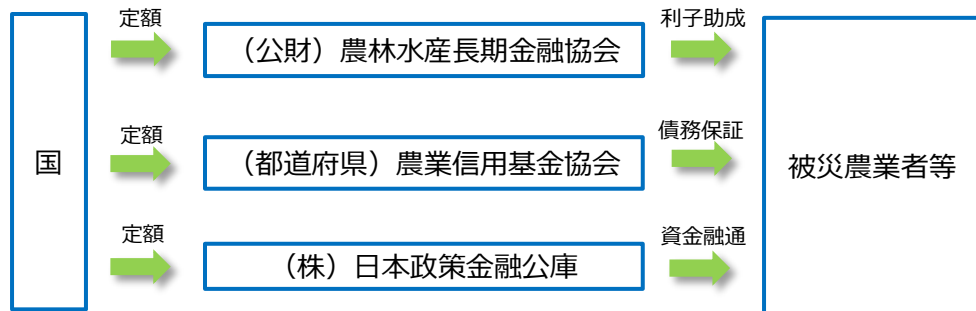 定額
利子助成
（公財）農林水産長期金融協会
定額
債務保証
国
（都道府県）農業信用基金協会
被災農業者等
定額
資金融通
（株）日本政策金融公庫